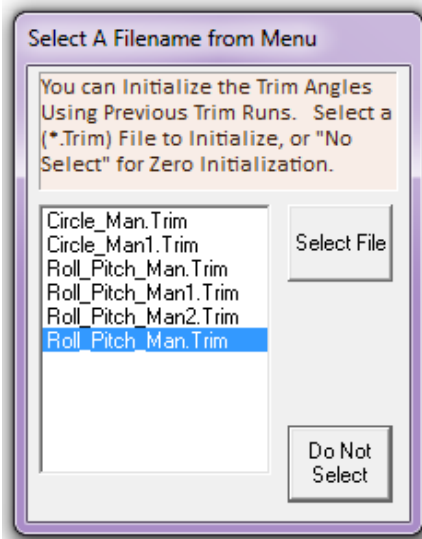 Select A Filename from Menu
You can Initialize the Trim Angles
Using Previous Trim Runs. Select a
(*.Trim) File to Initialize, or "No
Select" for Zero Initialization.
Circle_Man.Trim
Circle_Man1.Trim
Roll_Pitch_Man.Trim
Roll_Pitch_Man1.Trim
Roll_Pitch_Man2.Trim
Roll_Pitch_Man.Trim
Select File
Do Not
Select